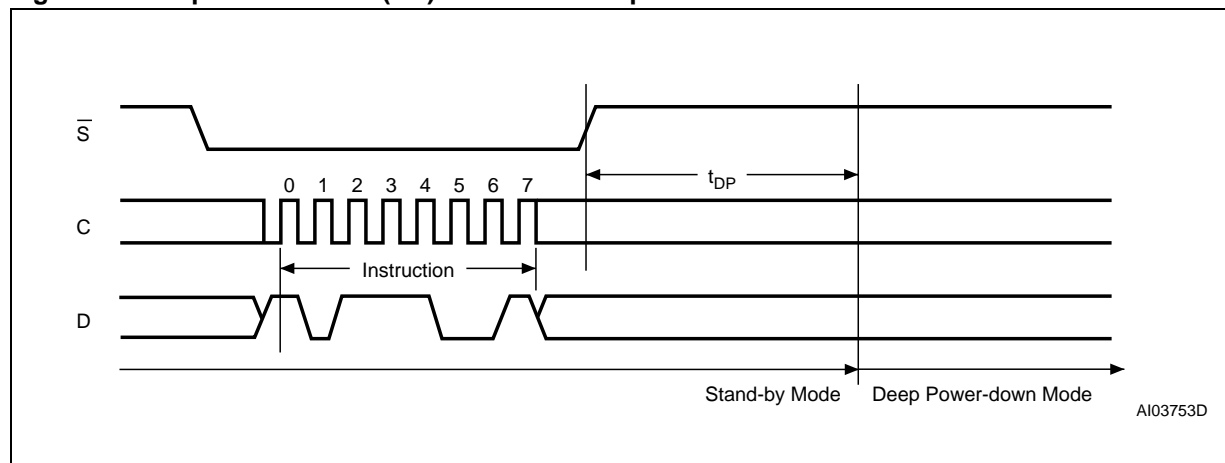 S̅
0 1 2 3 4 5 6 7
tDP
C
Instruction
D
Stand-by Mode
Deep Power-down Mode
AI03753D